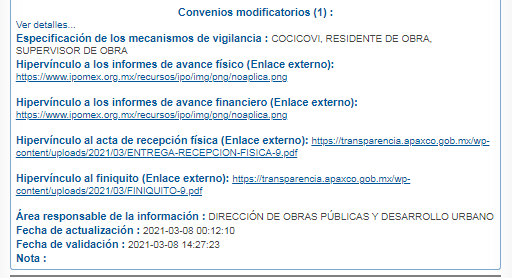 Convenios modificatorios (1) :
Ver detalles...
Especificación de los mecanismos de vigilancia : COCICOVI, RESIDENTE DE OBRA,
SUPERVISOR DE OBRA
Hipervínculo a los informes de avance físico (Enlace externo):
https://www.ipomex.org.mx/recursos/ipo/img/png/noaplica.png
Hipervínculo a los informes de avance financiero (Enlace externo):
https://www.ipomex.org.mx/recursos/ipo/img/png/noaplica.png
Hipervínculo al acta de recepción física (Enlace externo): https://transparencia.apaxco.gob.mx/wp-
content/uploads/2021/03/ENTREGA-RECEPCION-FISICA-9.pdf
Hipervínculo al finiquito (Enlace externo): https://transparencia.apaxco.gob.mx/wp-
content/uploads/2021/03/FINIQUITO-9.pdf
Área responsable de la información : DIRECCIÓN DE OBRAS PÚBLICAS Y DESARROLLO URBANO
Fecha de actualización : 2021-03-08 00:12:10
Fecha de validación : 2021-03-08 14:27:23
Nota :